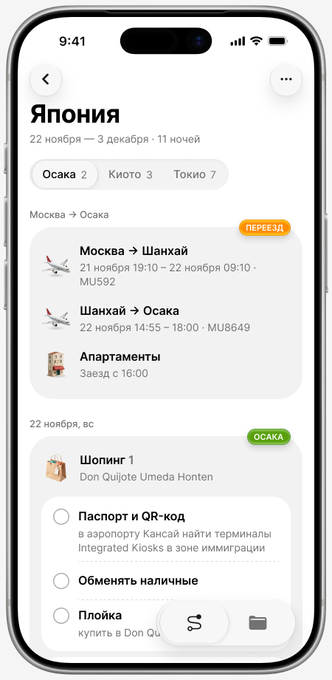 9:41
Япония
22 ноября — 3 декабря · 11 ночей
Осака 2 Киото 3 Токио 7
Москва → Осака
ПЕРЕЕЗД
Москва → Шанхай
21 ноября 19:10 – 22 ноября 09:10 ·
MU592
Шанхай → Осака
22 ноября 14:55 – 18:00 · MU8649
Апартаменты
Заезд с 16:00
22 ноября, вс
ОСАКА
Шопинг 1
Don Quijote Umeda Honten
Паспорт и QR-код
в аэропорту Кансай найти терминалы
Integrated Kiosks в зоне иммиграции
Обменять наличные
Плойка
купить в Don Qu